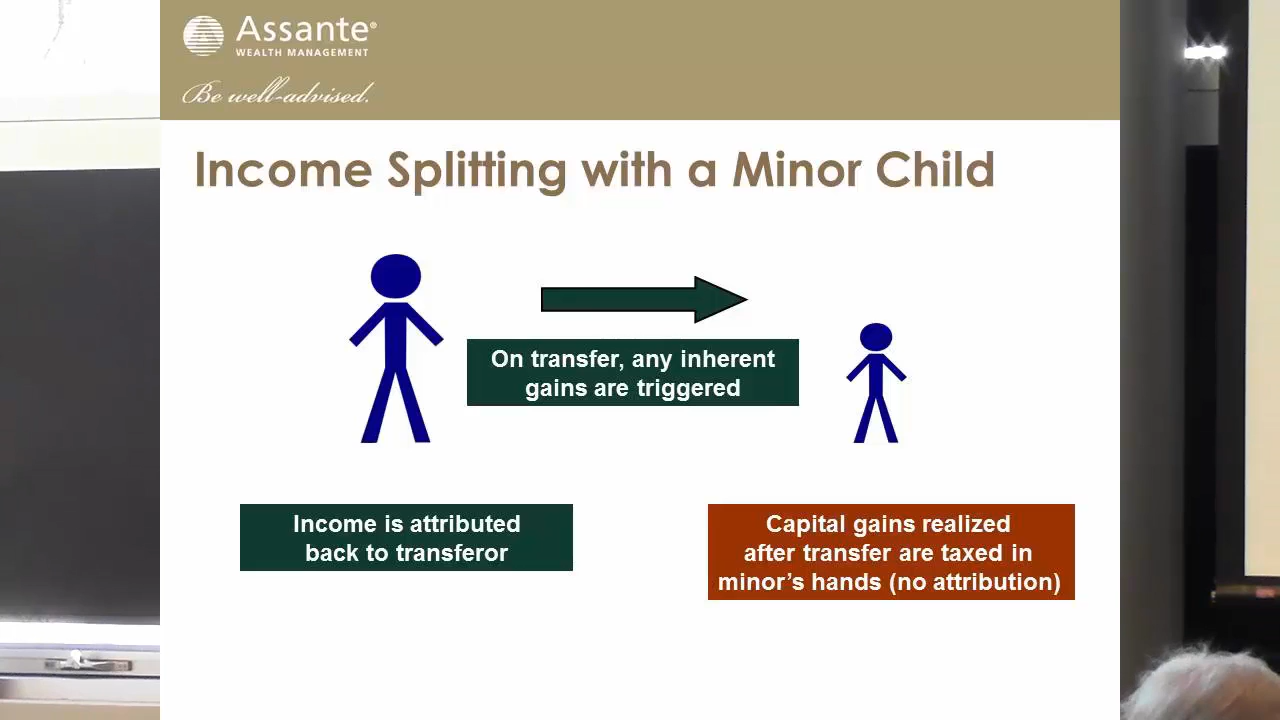 Assante®
WEALTH MANAGEMENT
Be well-advised.
Income Splitting with a Minor Child
On transfer, any inherent
gains are triggered
Income is attributed
back to transferor
Capital gains realized
after transfer are taxed in
minor's hands (no attribution)